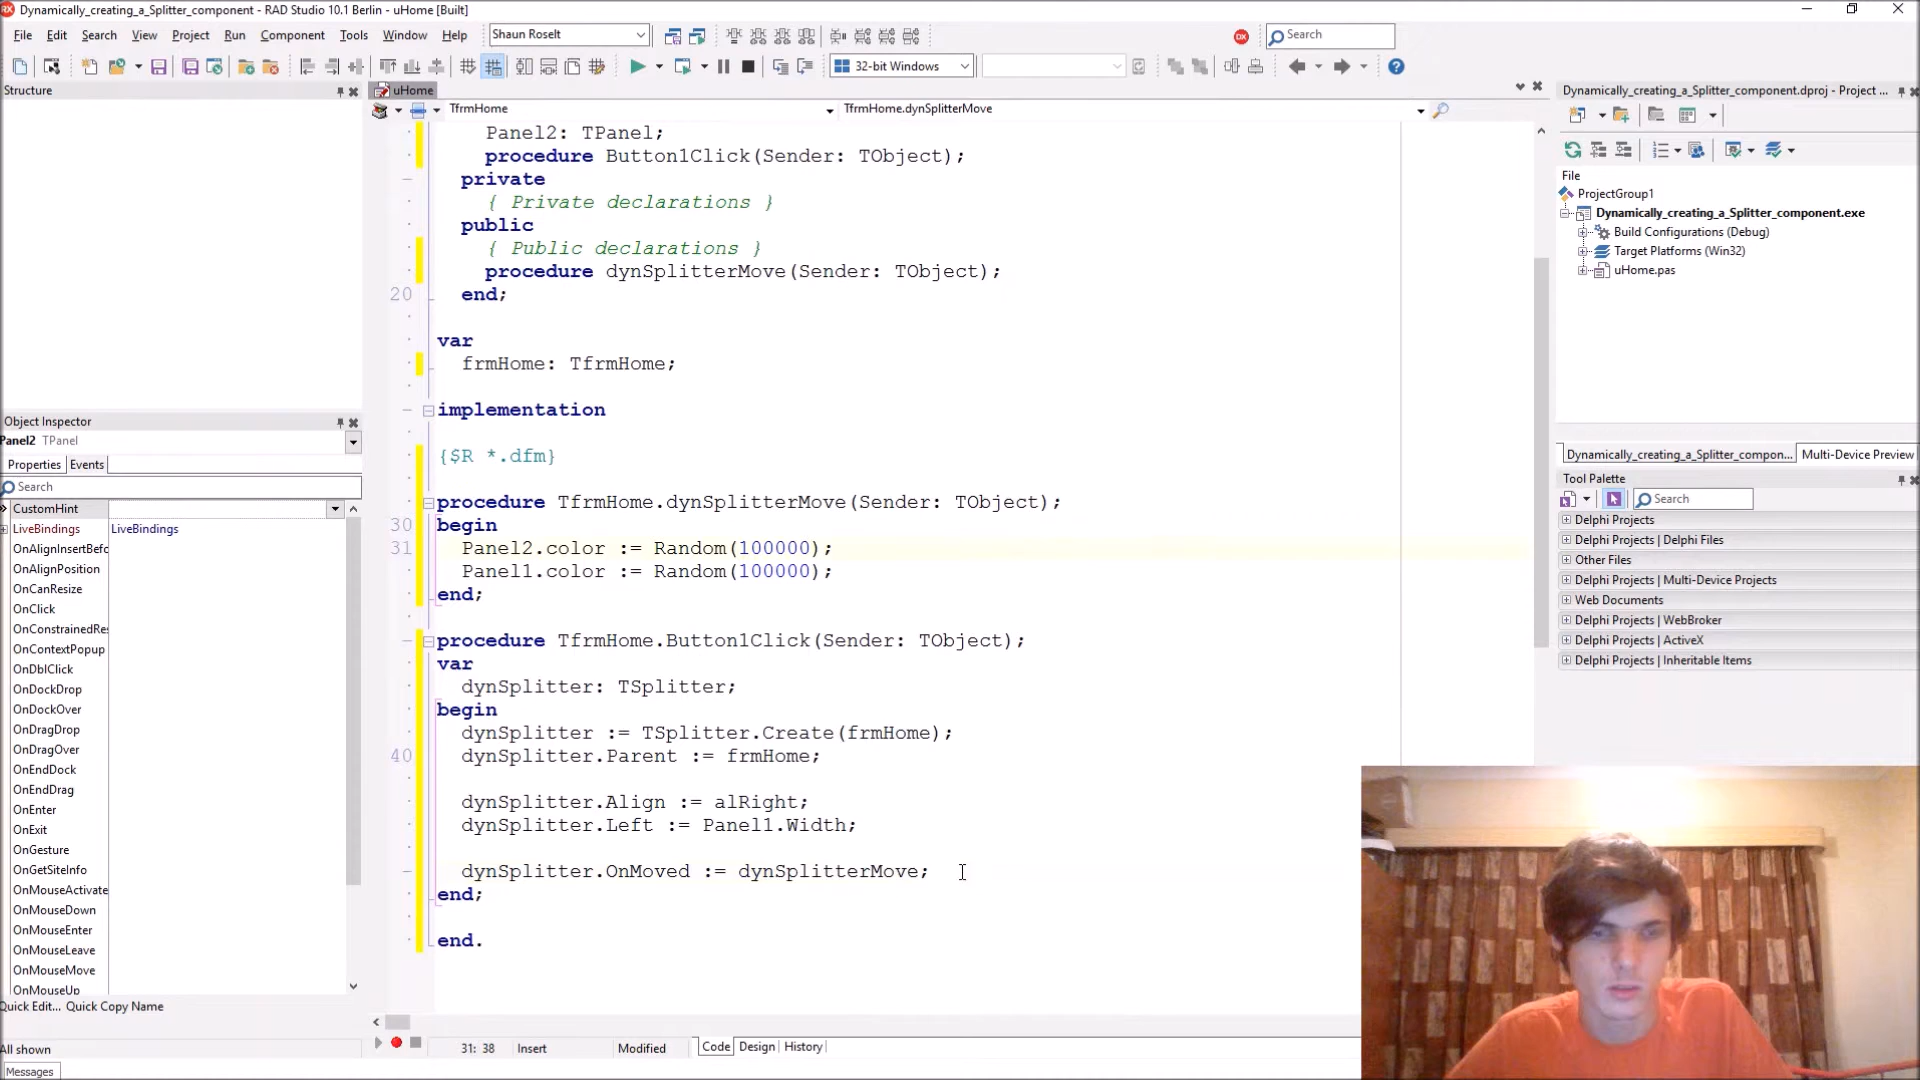 Dynamically_creating_a_Splitter_component - RAD Studio 10.1 Berlin - uHome [Built]
File Edit Search View Project Run Component Tools Window Help
Shaun Roselt
Search
32-bit Windows
Structure
uHome
TfrmHome
TfrmHome.dynSplitterMove
Panel2: TPanel;
procedure Button1Click(Sender: TObject);
private
{ Private declarations }
public
{ Public declarations }
procedure dynSplitterMove(Sender: TObject);
20 end;
var
frmHome: TfrmHome;
implementation
{$R *.dfm}
procedure TfrmHome.dynSplitterMove(Sender: TObject);
30 begin
31 Panel2.color := Random(100000);
Panel1.color := Random(100000);
end;
procedure TfrmHome.Button1Click(Sender: TObject);
var
dynSplitter: TSplitter;
begin
dynSplitter := TSplitter.Create(frmHome);
40 dynSplitter.Parent := frmHome;
dynSplitter.Align := alRight;
dynSplitter.Left := Panel1.Width;
dynSplitter.OnMoved := dynSplitterMove;
end;
end.
31: 38 Insert Modified Code Design History
Object Inspector
Panel2 TPanel
Properties Events
Search
CustomHint
LiveBindings LiveBindings
OnAlignInsertBefo
OnAlignPosition
OnCanResize
OnClick
OnConstrainedRes
OnContextPopup
OnDblClick
OnDockDrop
OnDockOver
OnDragDrop
OnDragOver
OnEndDock
OnEndDrag
OnEnter
OnExit
OnGesture
OnGetSiteInfo
OnMouseActivate
OnMouseDown
OnMouseEnter
OnMouseLeave
OnMouseMove
OnMouseUp
Quick Edit... Quick Copy Name
All shown
Messages
Dynamically_creating_a_Splitter_component.dproj - Project ...
File
ProjectGroup1
Dynamically_creating_a_Splitter_component.exe
Build Configurations (Debug)
Target Platforms (Win32)
uHome.pas
Dynamically_creating_a_Splitter_compon... Multi-Device Preview
Tool Palette
Search
Delphi Projects
Delphi Projects | Delphi Files
Other Files
Delphi Projects | Multi-Device Projects
Web Documents
Delphi Projects | WebBroker
Delphi Projects | ActiveX
Delphi Projects | Inheritable Items